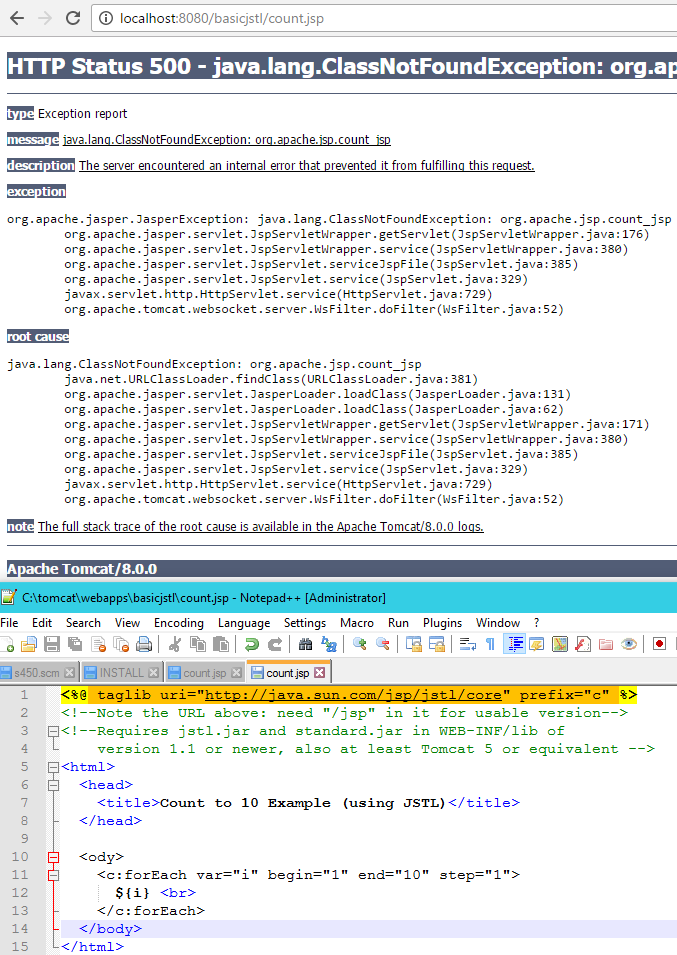 localhost:8080/basicjstl/count.jsp
HTTP Status 500 - java.lang.ClassNotFoundException: org.ap
type Exception report
message java.lang.ClassNotFoundException: org.apache.jsp.count_jsp
description The server encountered an internal error that prevented it from fulfilling this request.
exception
org.apache.jasper.JasperException: java.lang.ClassNotFoundException: org.apache.jsp.count_jsp
org.apache.jasper.servlet.JspServletWrapper.getServlet(JspServletWrapper.java:176)
org.apache.jasper.servlet.JspServletWrapper.service(JspServletWrapper.java:380)
org.apache.jasper.servlet.JspServlet.serviceJspFile(JspServlet.java:385)
org.apache.jasper.servlet.JspServlet.service(JspServlet.java:329)
javax.servlet.http.HttpServlet.service(HttpServlet.java:729)
org.apache.tomcat.websocket.server.WsFilter.doFilter(WsFilter.java:52)
root cause
java.lang.ClassNotFoundException: org.apache.jsp.count_jsp
java.net.URLClassLoader.findClass(URLClassLoader.java:381)
org.apache.jasper.servlet.JasperLoader.loadClass(JasperLoader.java:131)
org.apache.jasper.servlet.JasperLoader.loadClass(JasperLoader.java:62)
org.apache.jasper.servlet.JspServletWrapper.getServlet(JspServletWrapper.java:171)
org.apache.jasper.servlet.JspServletWrapper.service(JspServletWrapper.java:380)
org.apache.jasper.servlet.JspServlet.serviceJspFile(JspServlet.java:385)
org.apache.jasper.servlet.JspServlet.service(JspServlet.java:329)
javax.servlet.http.HttpServlet.service(HttpServlet.java:729)
org.apache.tomcat.websocket.server.WsFilter.doFilter(WsFilter.java:52)
note The full stack trace of the root cause is available in the Apache Tomcat/8.0.0 logs.
Apache Tomcat/8.0.0
C:\tomcat\webapps\basicjstl\count.jsp - Notepad++ [Administrator]
File Edit Search View Encoding Language Settings Macro Run Plugins Window ?
s450.scm INSTALL count.jsp count.jsp
1 <%@ taglib uri="http://java.sun.com/jsp/jstl/core" prefix="c" %>
2 <!--Note the URL above: need "/jsp" in it for usable version-->
3 <!--Requires jstl.jar and standard.jar in WEB-INF/lib of
4 version 1.1 or newer, also at least Tomcat 5 or equivalent -->
5 <html>
6 <head>
7 <title>Count to 10 Example (using JSTL)</title>
8 </head>
9
10 <ody>
11 <c:forEach var="i" begin="1" end="10" step="1">
12 ${i} <br>
13 </c:forEach>
14 </body>
15 </html>